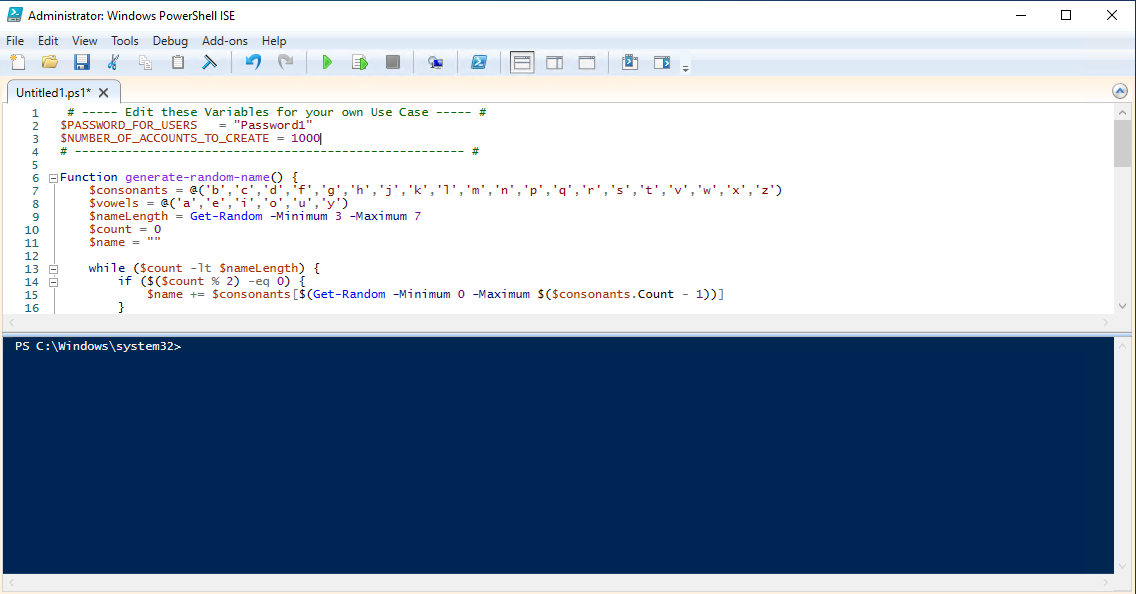 Administrator: Windows PowerShell ISE
File Edit View Tools Debug Add-ons Help
Untitled1.ps1* X
1 # ----- Edit these Variables for your own Use Case ----- #
2 $PASSWORD_FOR_USERS   = "Password1"
3 $NUMBER_OF_ACCOUNTS_TO_CREATE = 1000
4 # ------------------------------------------------------ #
5
6 Function generate-random-name() {
7     $consonants = @('b','c','d','f','g','h','j','k','l','m','n','p','q','r','s','t','v','w','x','z')
8     $vowels = @('a','e','i','o','u','y')
9     $nameLength = Get-Random -Minimum 3 -Maximum 7
10     $count = 0
11     $name = ""
12
13     while ($count -lt $nameLength) {
14         if ($($count % 2) -eq 0) {
15             $name += $consonants[$(Get-Random -Minimum 0 -Maximum $($consonants.Count - 1))]
16         }
PS C:\Windows\system32>